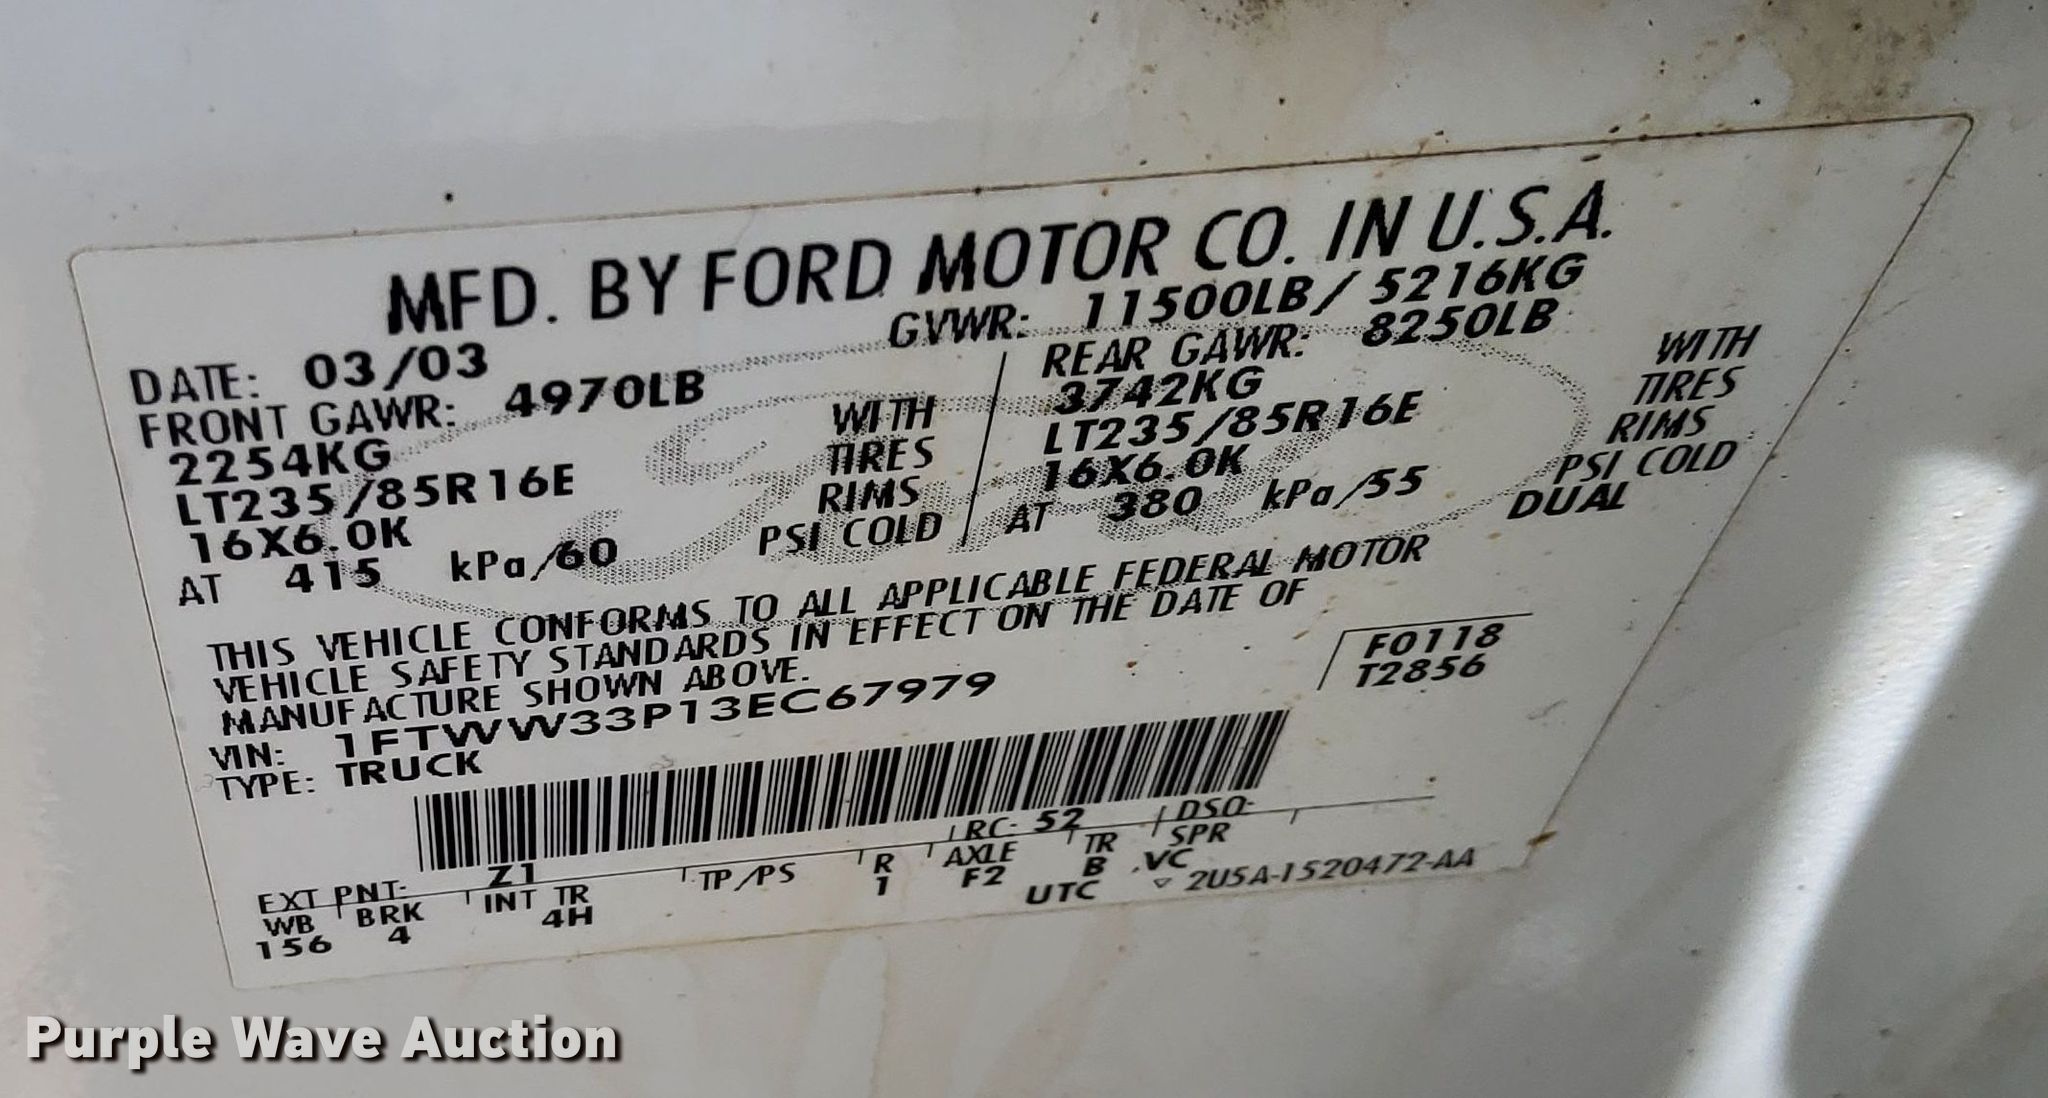 MFD. BY FORD MOTOR CO. IN U.S.A.
DATE: 03/03 GVWR: 11500LB/ 5216KG
FRONT GAWR: 4970LB REAR GAWR: 8250LB
2254KG WITH 3742KG WITH
LT235/85R16E TIRES LT235/85R16E TIRES
16X6.0K RIMS 16X6.0K RIMS
AT 415 kPa/60 PSI COLD AT 380 kPa/55 PSI COLD
DUAL
THIS VEHICLE CONFORMS TO ALL APPLICABLE FEDERAL MOTOR
VEHICLE SAFETY STANDARDS IN EFFECT ON THE DATE OF
MANUFACTURE SHOWN ABOVE.
F0118
T2856
VIN: 1FTWW33P13EC67979
TYPE: TRUCK
EXT PNT: Z1 RC: 52 DSO:
WB BRK INT TR TP/PS R AXLE TR SPR
156 4 4H 1 F2 B VC
UTC ▽ 2U5A-1520472-AA
Purple Wave Auction